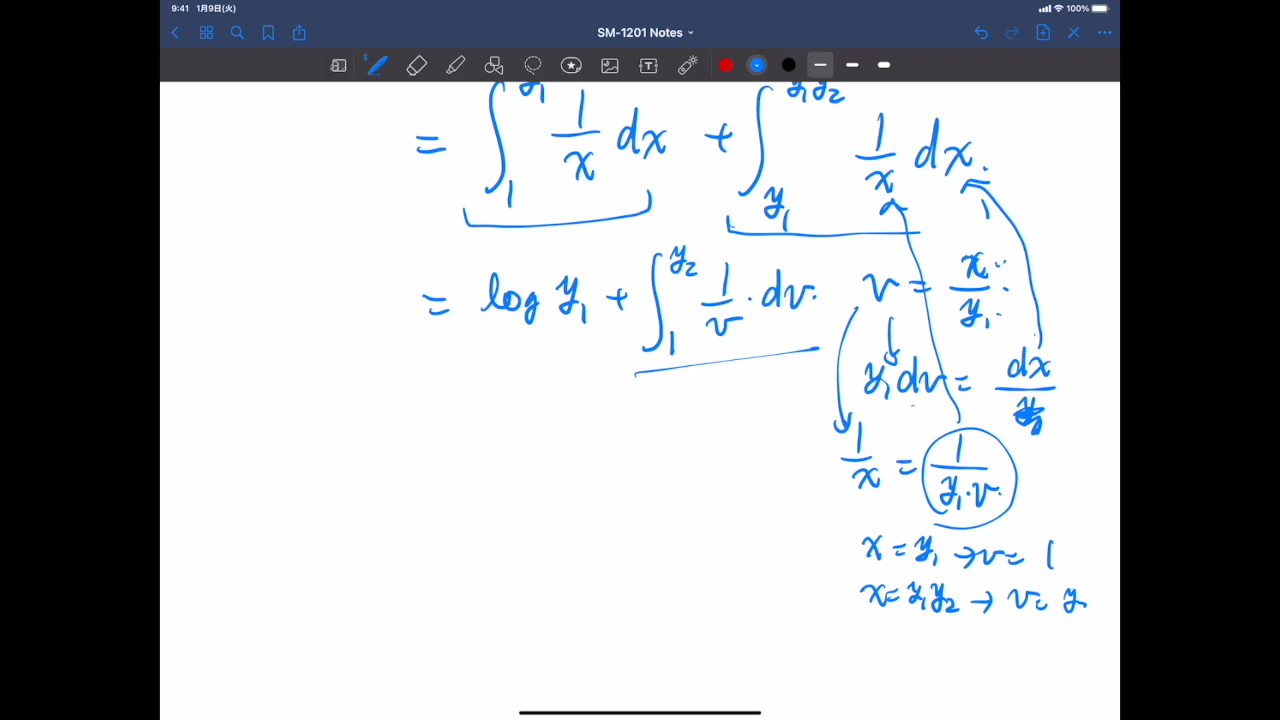 9:41 1月9日(火) 100%
SM-1201 Notes
= ∫₁^{y₁} 1/x dx + ∫_{y₁}^{y₁y₂} 1/x dx.
= log y₁ + ∫₁^{y₂} 1/v · dv. v = x/y₁
y₁dv = dx
1/x = 1/(y₁·v)
x = y₁ → v = 1
x = y₁y₂ → v = y